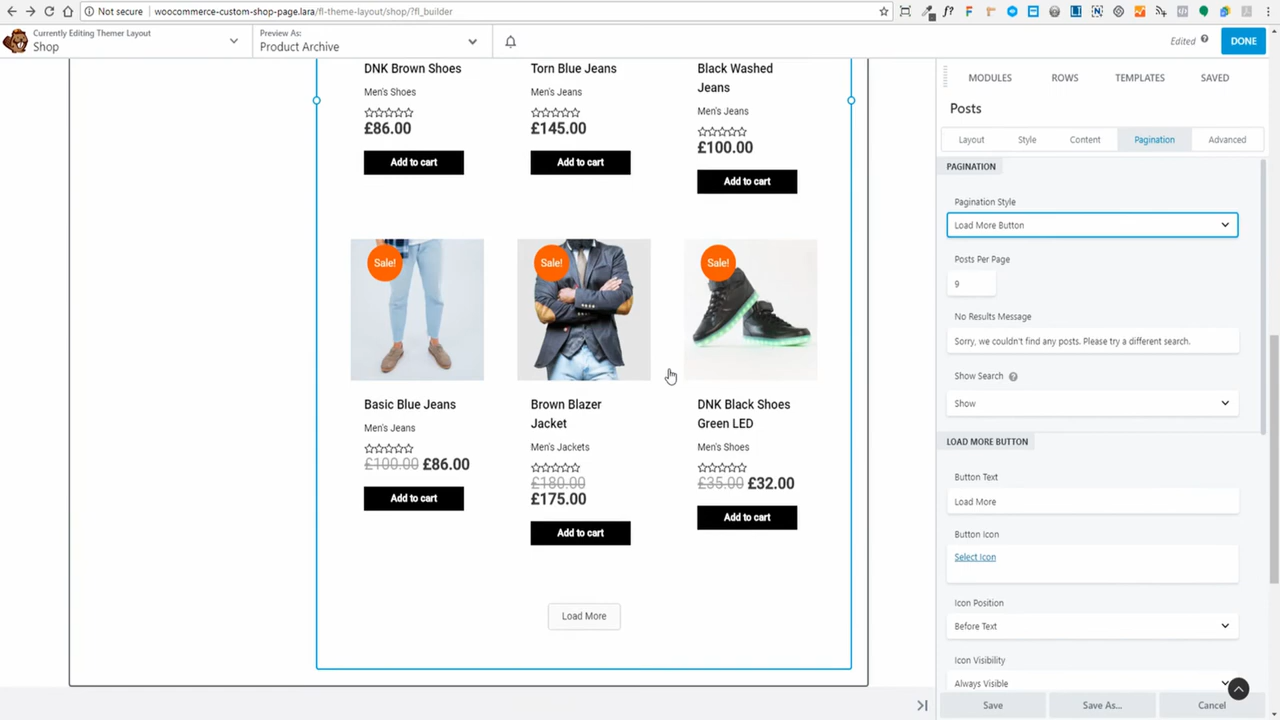 Not secure
woocommerce-custom-shop-page.lara/fl-theme-layout/shop/?fl_builder
Currently Editing Themer Layout
Shop
Preview As:
Product Archive
Edited
DONE
DNK Brown Shoes
Men's Shoes
£86.00
Add to cart
Torn Blue Jeans
Men's Jeans
£145.00
Add to cart
Black Washed
Jeans
Men's Jeans
£100.00
Add to cart
Sale!
Basic Blue Jeans
Men's Jeans
£100.00 £86.00
Add to cart
Sale!
Brown Blazer
Jacket
Men's Jackets
£180.00
£175.00
Add to cart
Sale!
DNK Black Shoes
Green LED
Men's Shoes
£35.00 £32.00
Add to cart
Load More
MODULES
ROWS
TEMPLATES
SAVED
Posts
Layout
Style
Content
Pagination
Advanced
PAGINATION
Pagination Style
Load More Button
Posts Per Page
9
No Results Message
Sorry, we couldn't find any posts. Please try a different search.
Show Search
Show
LOAD MORE BUTTON
Button Text
Load More
Button Icon
Select Icon
Icon Position
Before Text
Icon Visibility
Always Visible
Save
Save As...
Cancel